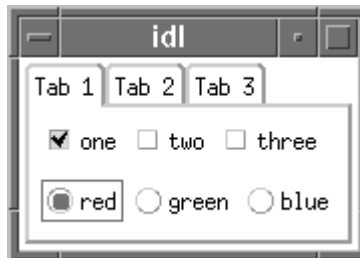 idl
Tab 1 Tab 2 Tab 3
one two three
red green blue